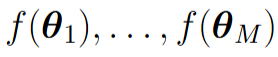 f(θ₁), . . . , f(θ_M)